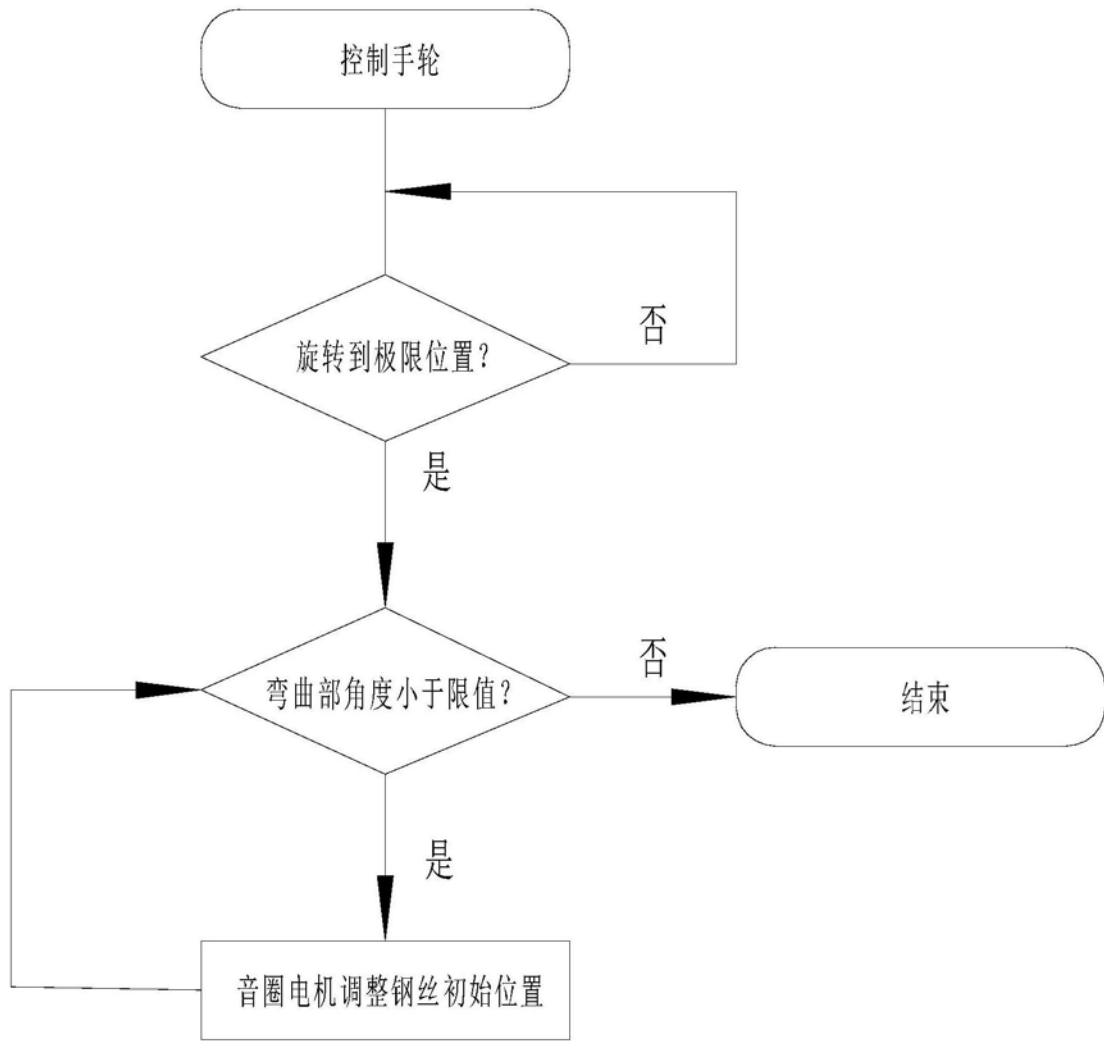 控制手轮
否
旋转到极限位置?
是
否
弯曲部角度小于限值?
结束
是
音圈电机调整钢丝初始位置